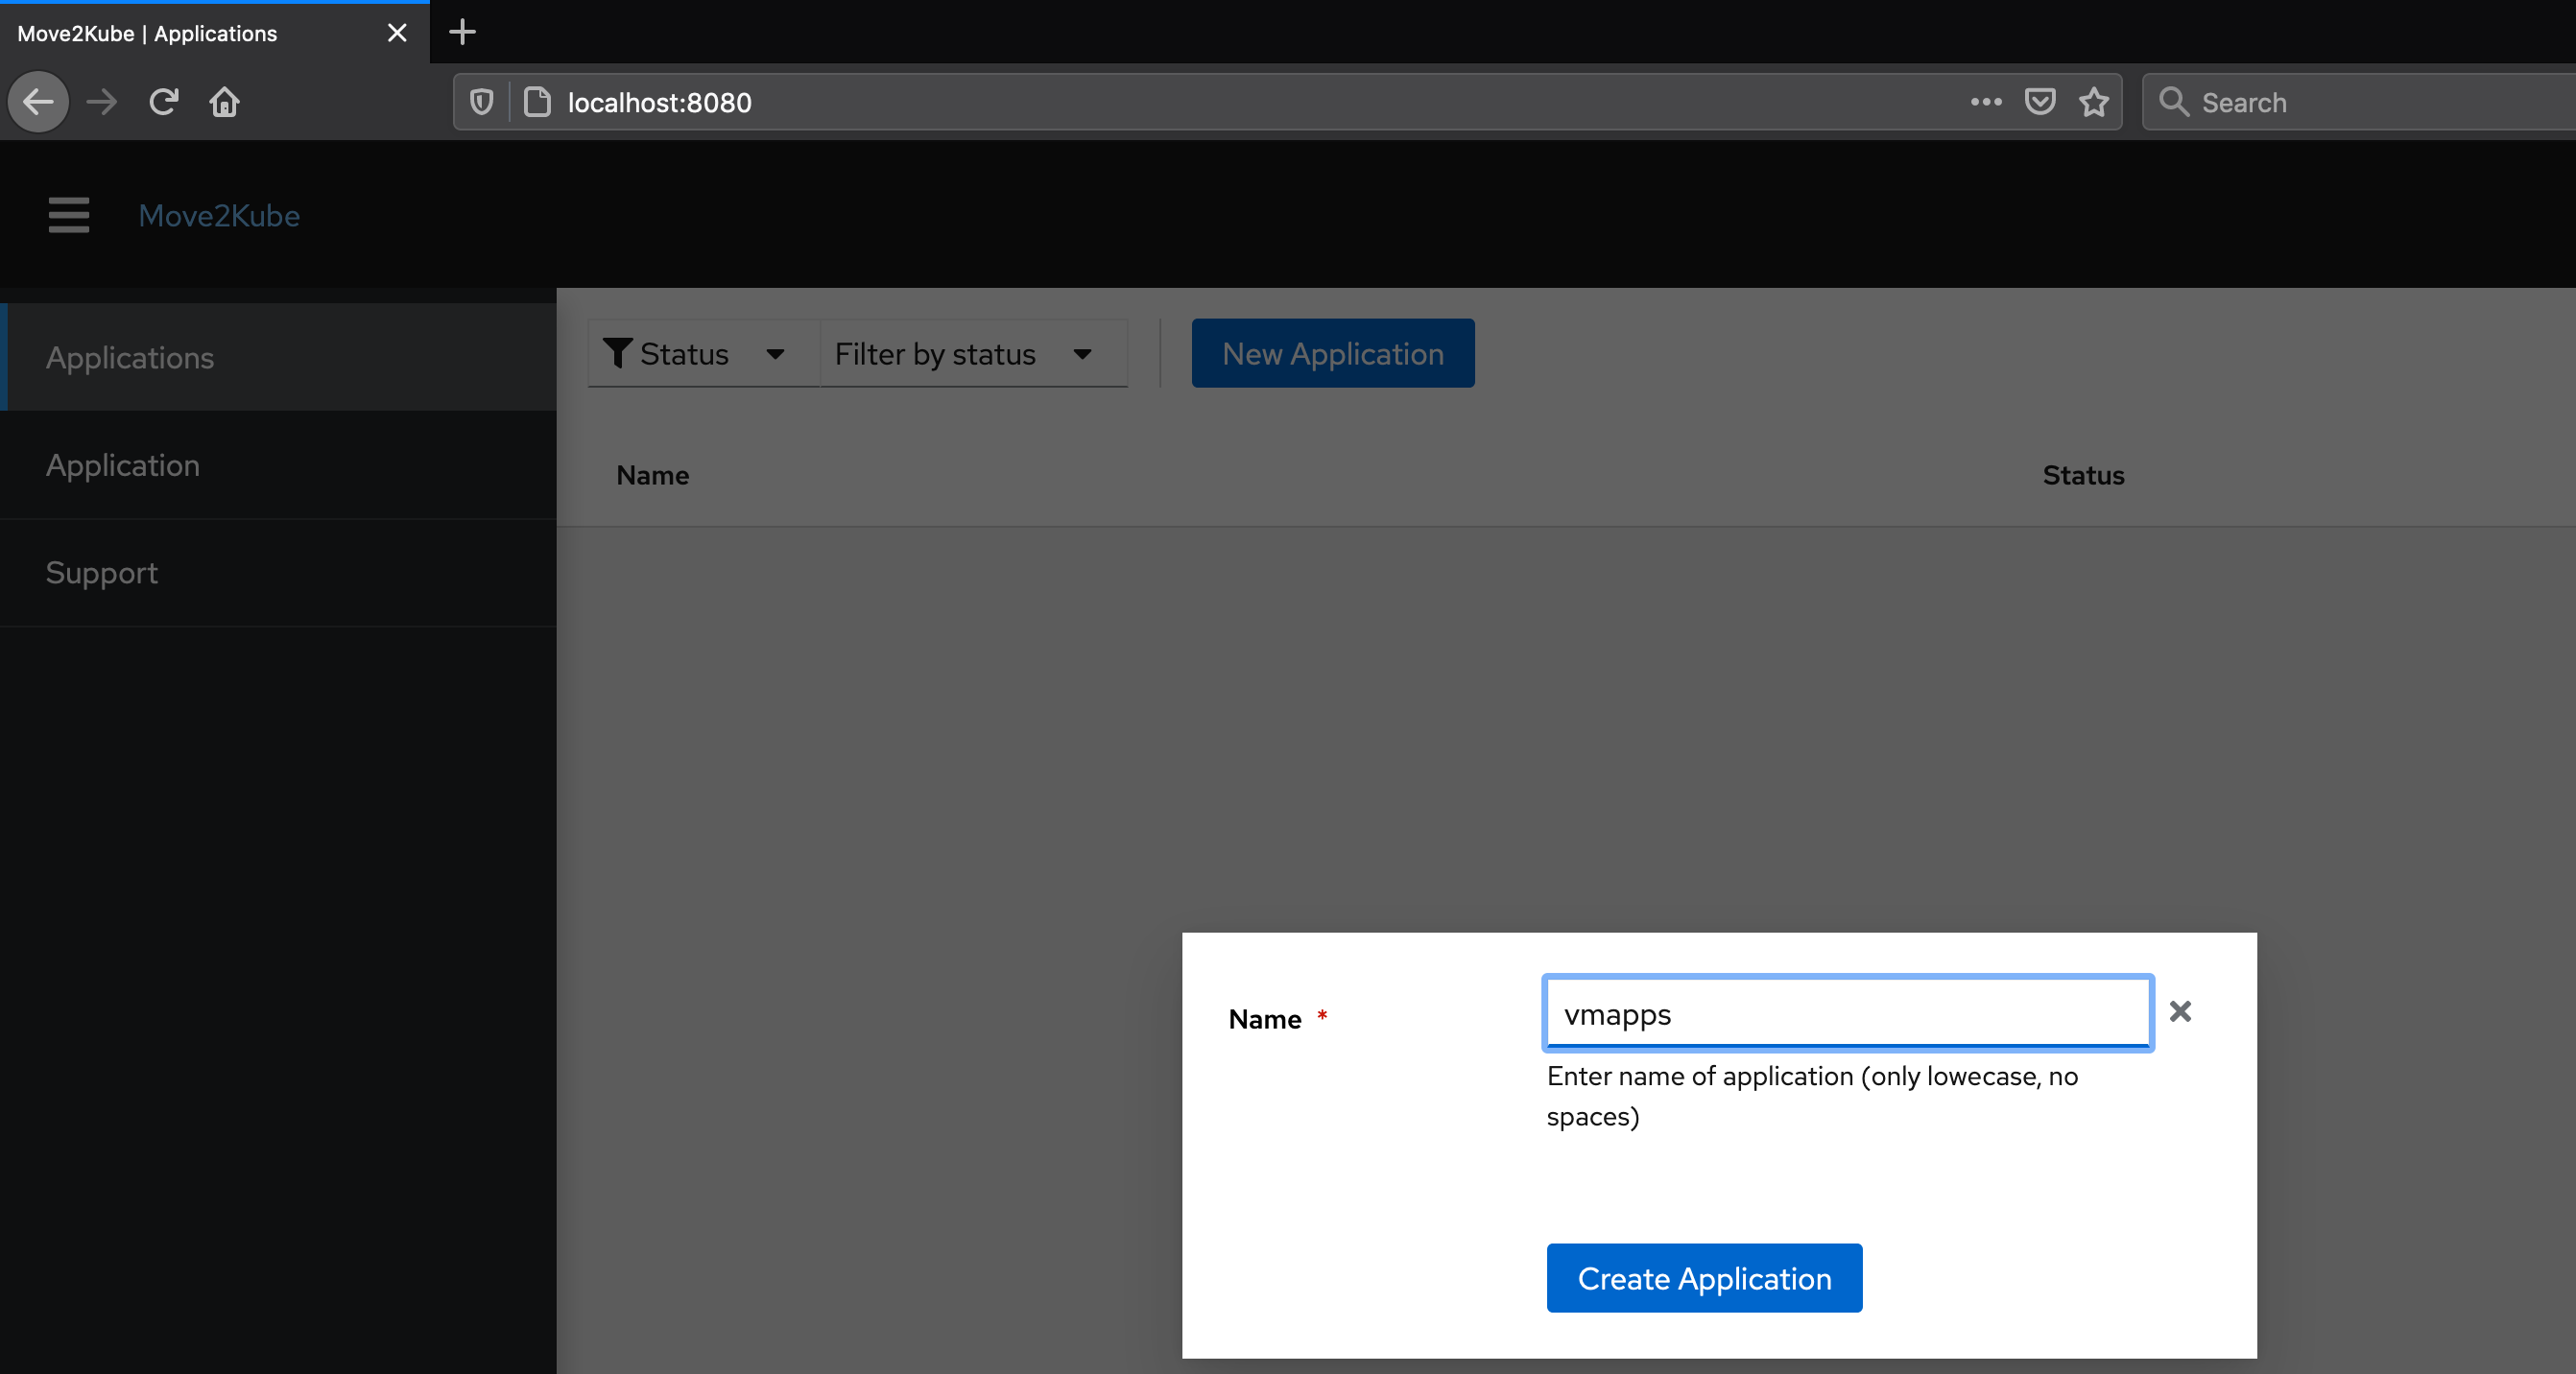 Move2Kube | Applications
localhost:8080
Search
Move2Kube
Applications
Application
Support
Status
Filter by status
New Application
Name
Status
Name *
vmapps
Enter name of application (only lowecase, no
spaces)
Create Application